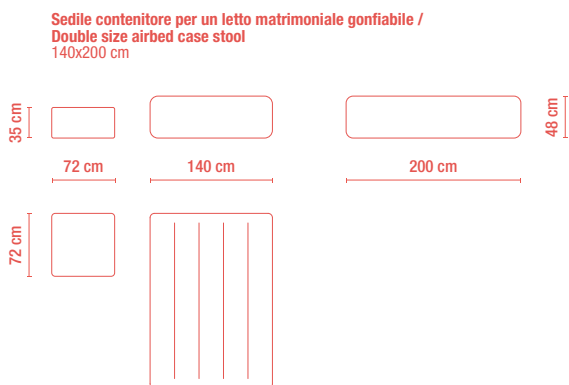 Sedile contenitore per un letto matrimoniale gonfiabile /
Double size airbed case stool
140x200 cm
35 cm
48 cm
72 cm
140 cm
200 cm
72 cm